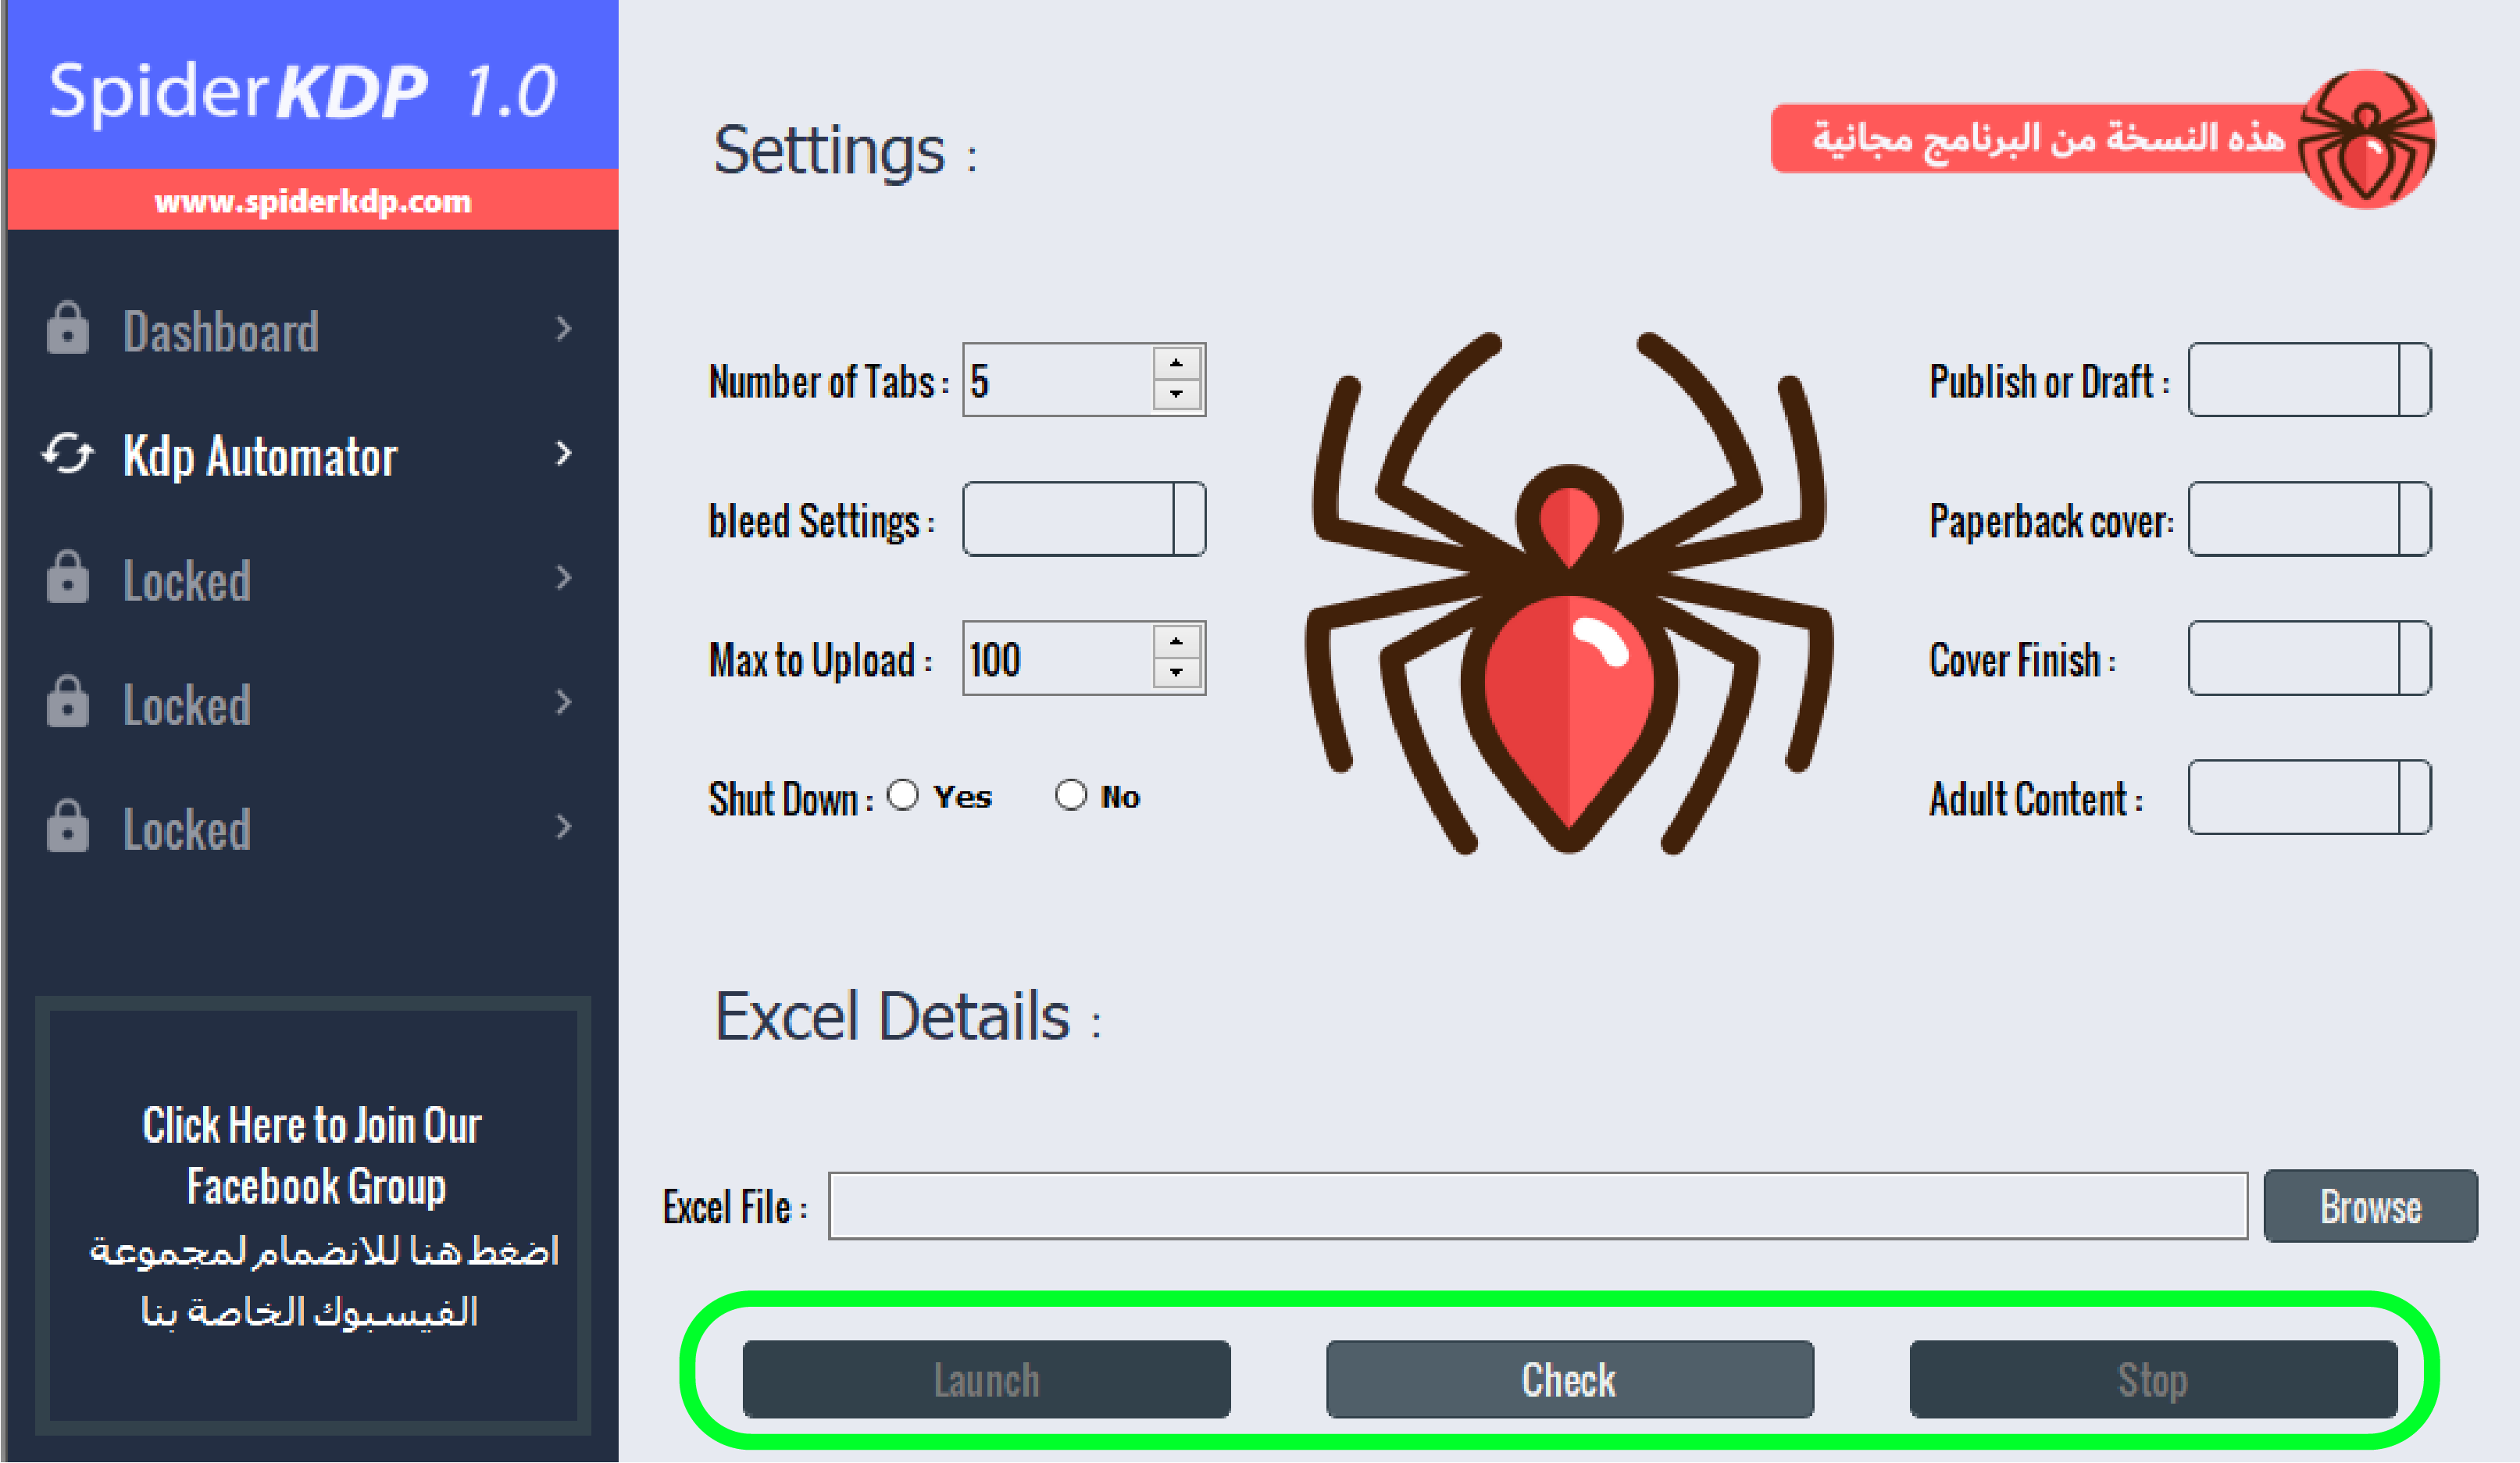 SpiderKDP 1.0
www.spiderkdp.com
Dashboard
Kdp Automator
Locked
Locked
Locked
Click Here to Join Our
Facebook Group
اضغط هنا للانضمام لمجموعة
الفيسبوك الخاصة بنا
Settings :
هذه النسخة من البرنامج مجانية
Number of Tabs : 5
bleed Settings :
Max to Upload : 100
Shut Down : Yes No
Publish or Draft :
Paperback cover:
Cover Finish :
Adult Content :
Excel Details :
Excel File : Browse
Launch Check Stop